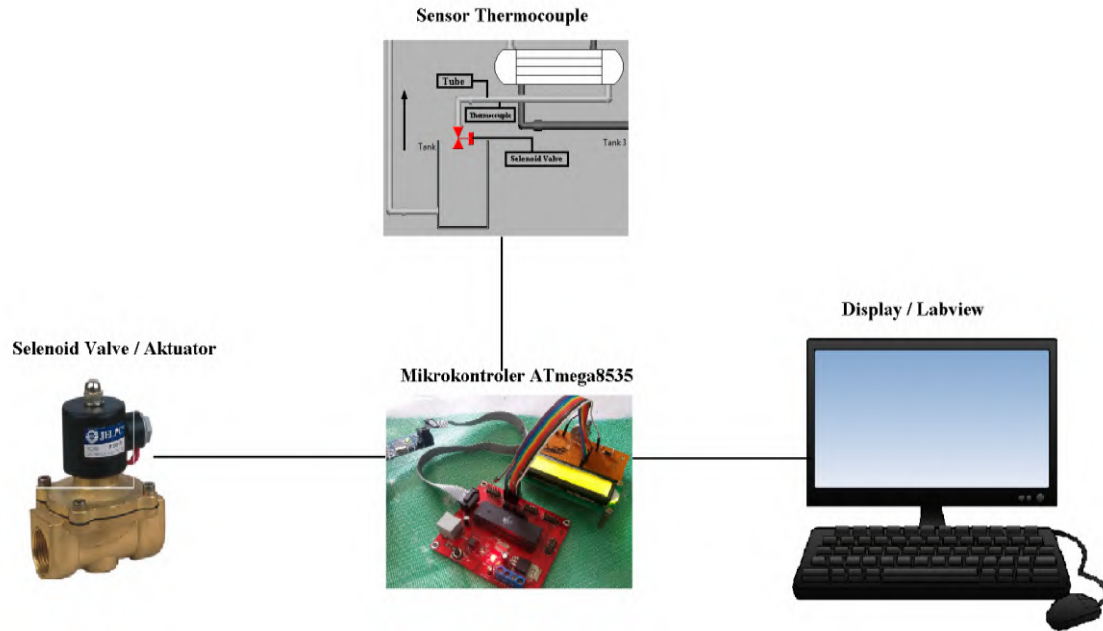 Sensor Thermocouple
Tube
Thermocouple
Tank
Tank 3
Selenoid Valve
Display / Labview
Selenoid Valve / Aktuator
Mikrokontroler ATmega8535